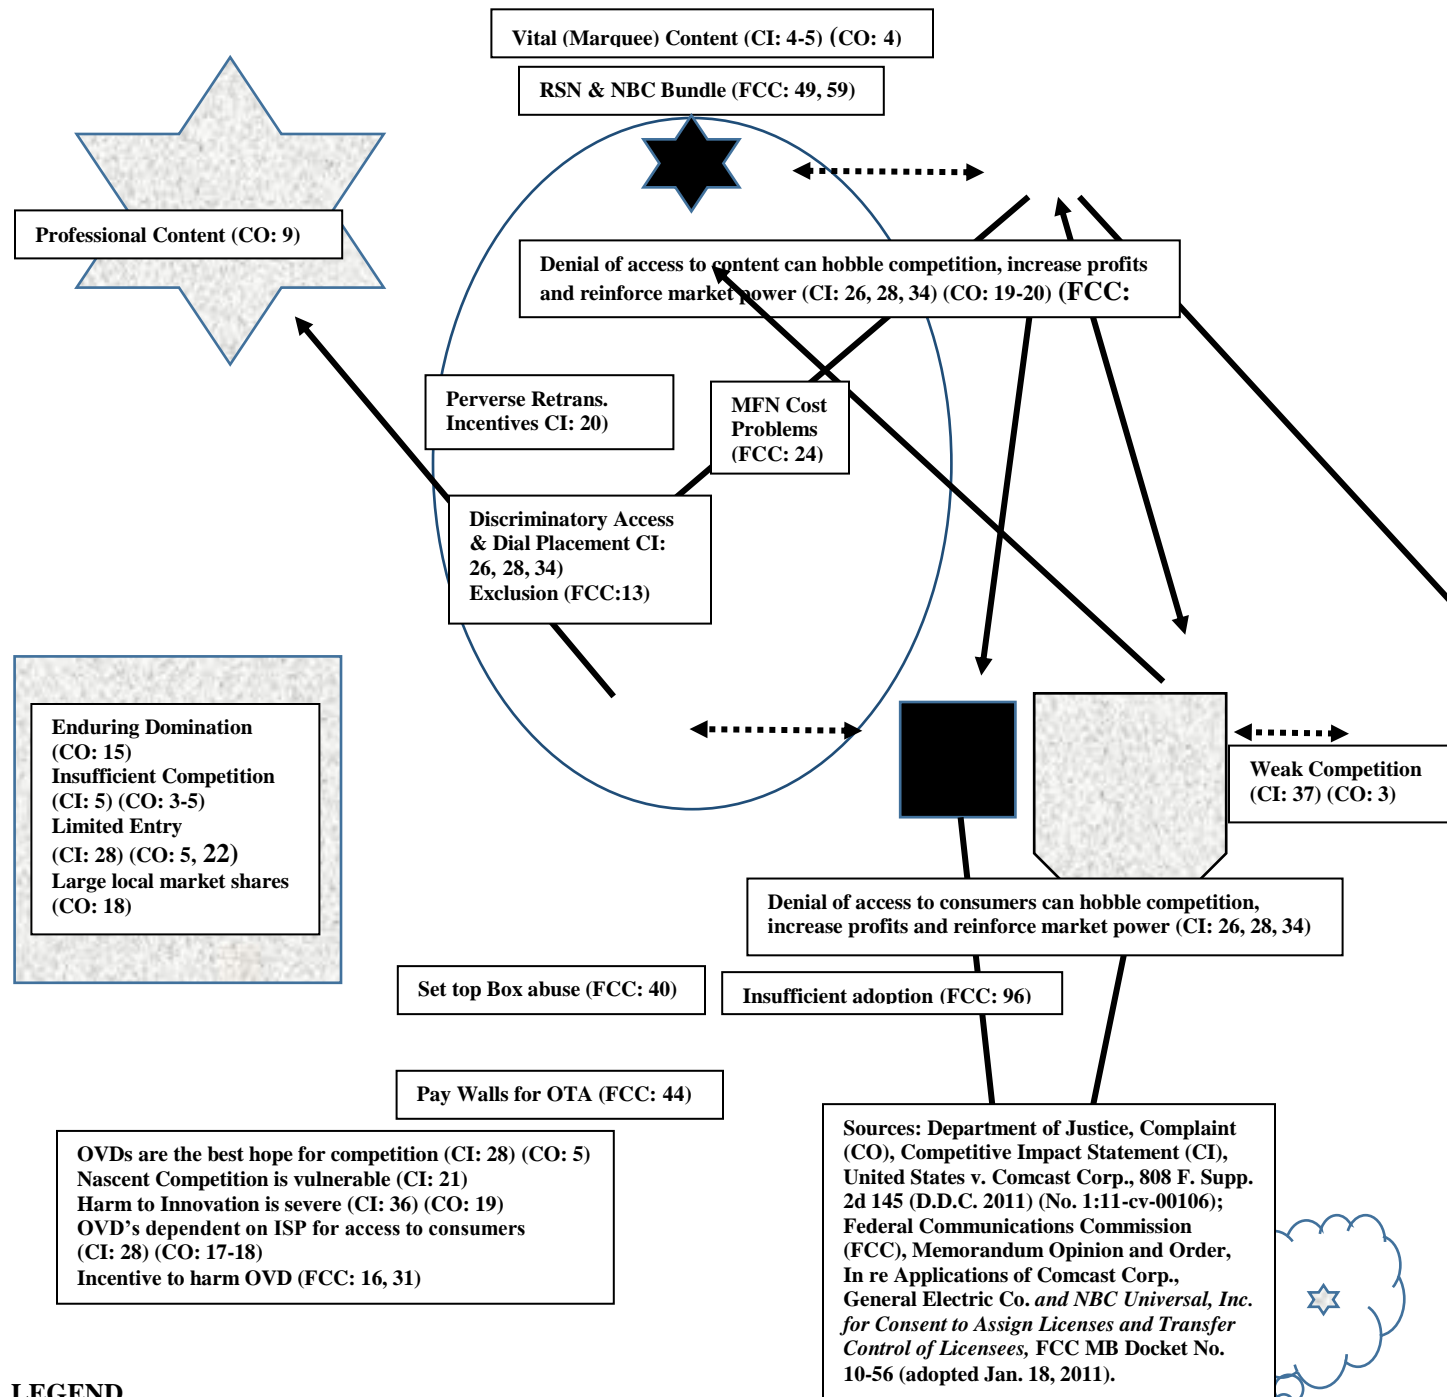 Vital (Marquee) Content (CI: 4-5) (CO: 4)
RSN & NBC Bundle (FCC: 49, 59)
Professional Content (CO: 9)
Denial of access to content can hobble competition, increase profits
and reinforce market power (CI: 26, 28, 34) (CO: 19-20) (FCC:
Perverse Retrans.
Incentives CI: 20)
MFN Cost
Problems
(FCC: 24)
Discriminatory Access
& Dial Placement CI:
26, 28, 34)
Exclusion (FCC:13)
Enduring Domination
(CO: 15)
Insufficient Competition
(CI: 5) (CO: 3-5)
Limited Entry
(CI: 28) (CO: 5, 22)
Large local market shares
(CO: 18)
Weak Competition
(CI: 37) (CO: 3)
Denial of access to consumers can hobble competition,
increase profits and reinforce market power (CI: 26, 28, 34)
Set top Box abuse (FCC: 40)
Insufficient adoption (FCC: 96)
Pay Walls for OTA (FCC: 44)
OVDs are the best hope for competition (CI: 28) (CO: 5)
Nascent Competition is vulnerable (CI: 21)
Harm to Innovation is severe (CI: 36) (CO: 19)
OVD's dependent on ISP for access to consumers
(CI: 28) (CO: 17-18)
Incentive to harm OVD (FCC: 16, 31)
Sources: Department of Justice, Complaint
(CO), Competitive Impact Statement (CI),
United States v. Comcast Corp., 808 F. Supp.
2d 145 (D.D.C. 2011) (No. 1:11-cv-00106);
Federal Communications Commission
(FCC), Memorandum Opinion and Order,
In re Applications of Comcast Corp.,
General Electric Co. and NBC Universal, Inc.
for Consent to Assign Licenses and Transfer
Control of Licensees, FCC MB Docket No.
10-56 (adopted Jan. 18, 2011).
LEGEND